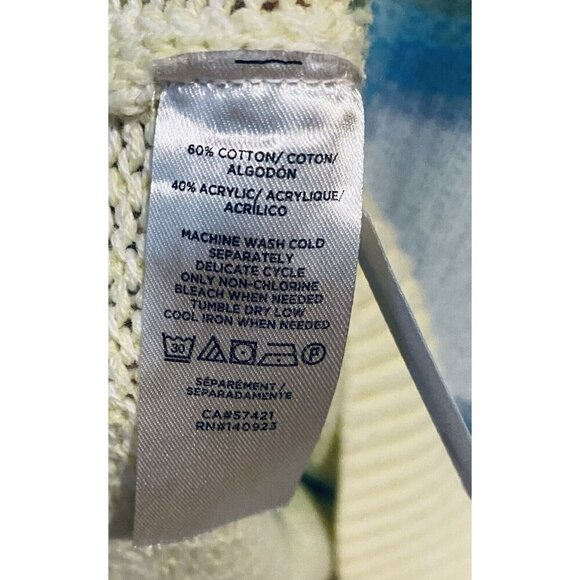 60% COTTON/ COTON/
ALGODÓN
40% ACRYLIC/ ACRYLIQUE/
ACRÍLICO
MACHINE WASH COLD
SEPARATELY
DELICATE CYCLE
ONLY NON-CHLORINE
BLEACH WHEN NEEDED
TUMBLE DRY LOW
COOL IRON WHEN NEEDED
30 P
SÉPARÉMENT /
SEPARADAMENTE
CA#57421
RN#140923